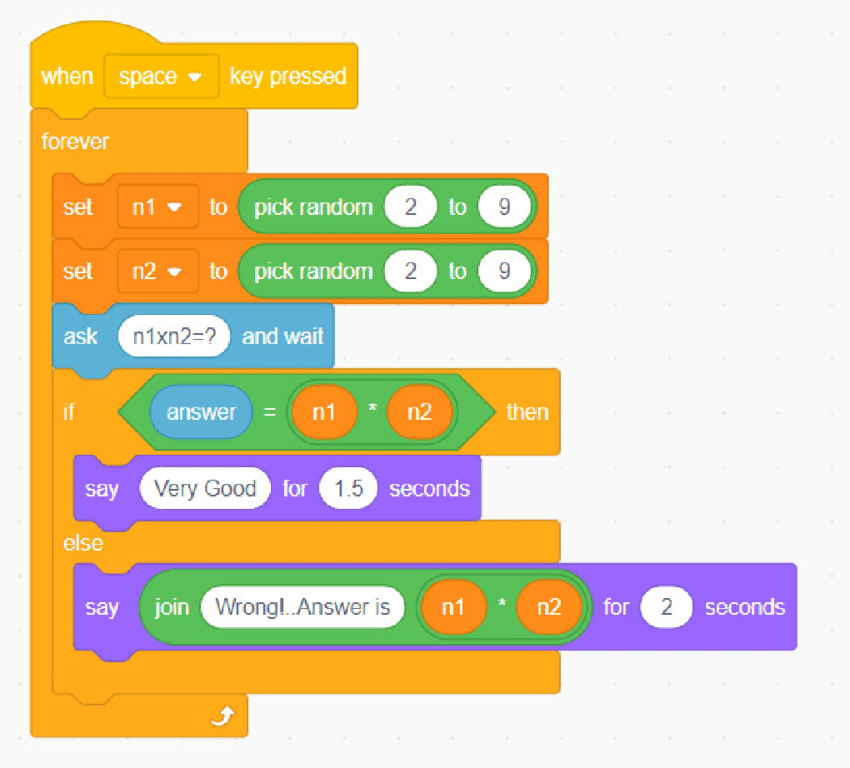 when space key pressed
forever
set n1 to pick random 2 to 9
set n2 to pick random 2 to 9
ask n1xn2=? and wait
if answer = n1 * n2 then
say Very Good for 1.5 seconds
else
say join Wrong!..Answer is n1 * n2 for 2 seconds